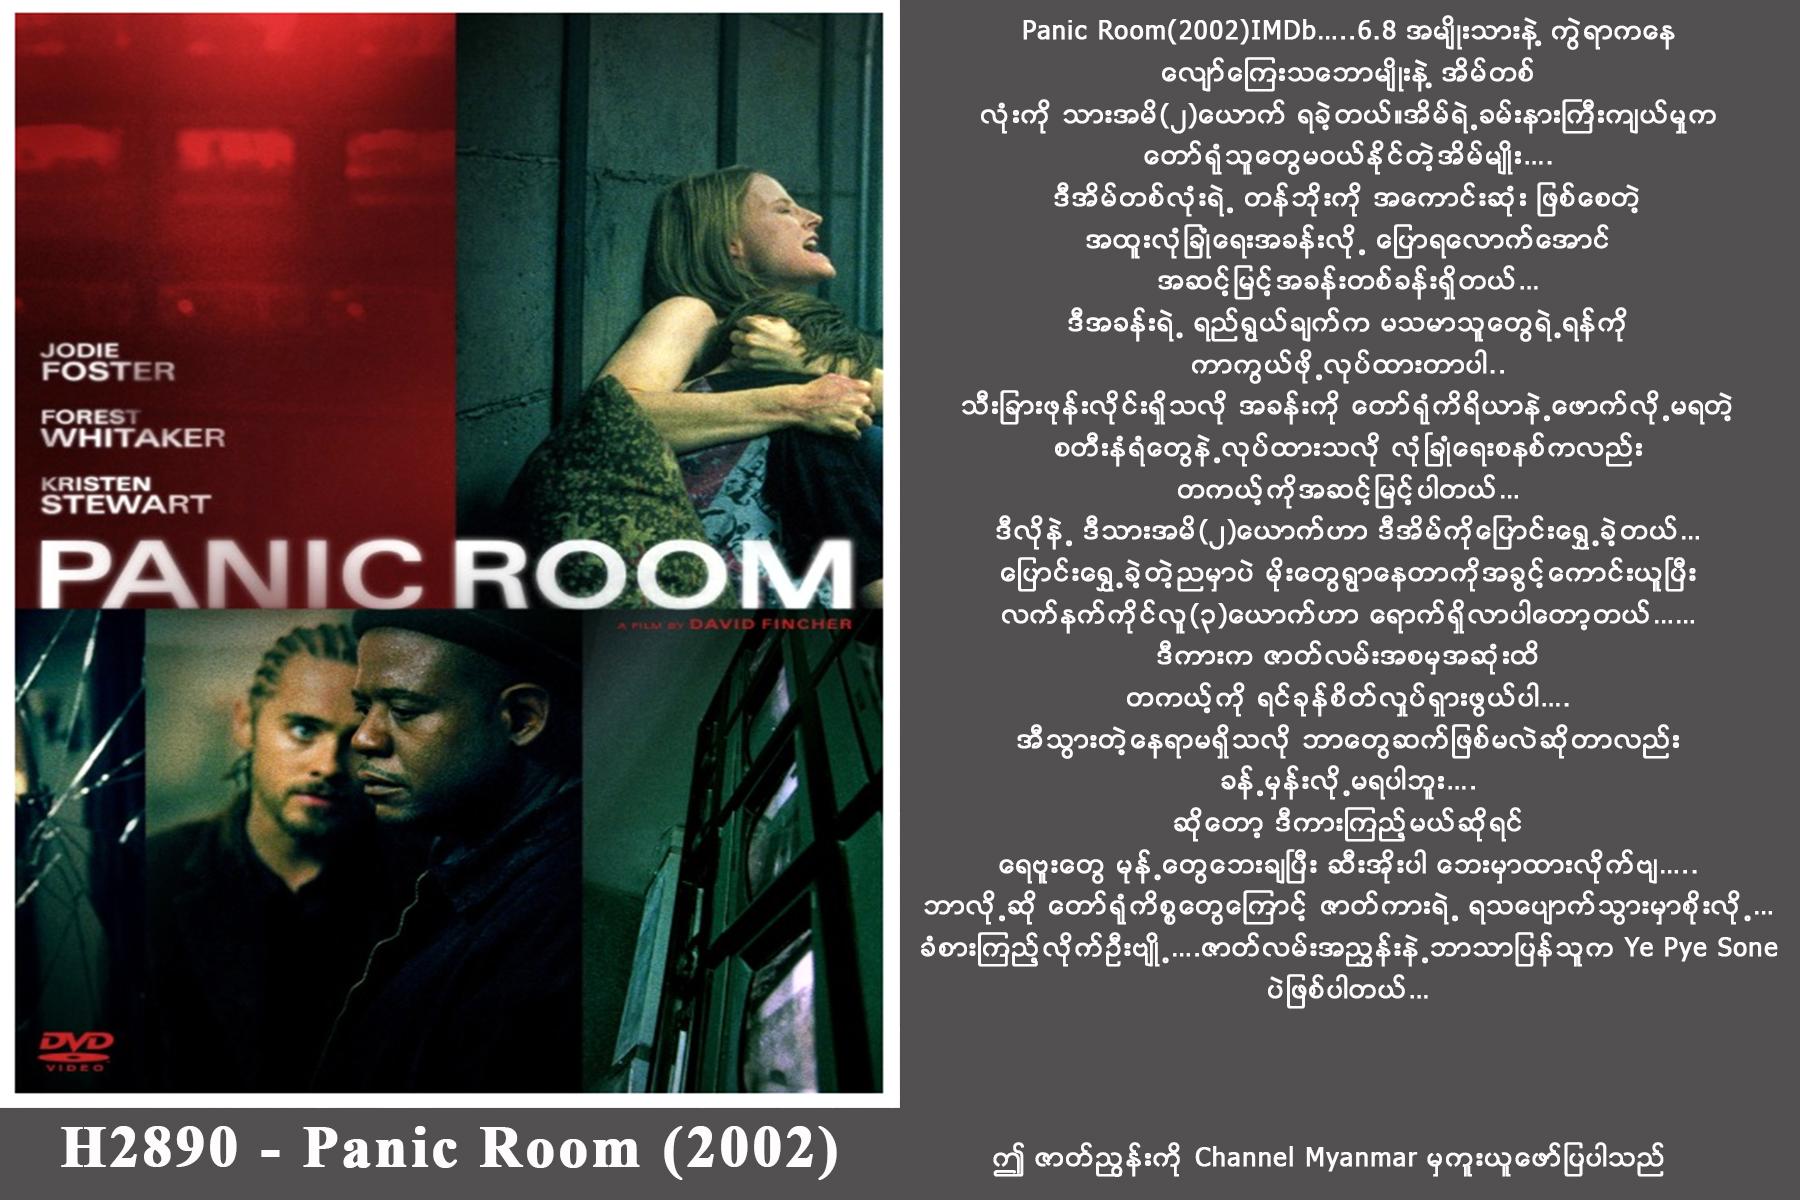 JODIE
FOSTER
FOREST
WHITAKER
KRISTEN
STEWART
PANIC ROOM
A FILM BY DAVID FINCHER
DVD
VIDEO
H2890 - Panic Room (2002)
Panic Room(2002)IMDb.....6.8 အမျိုးသားနဲ့ ကွဲရာကနေ
လျော်ကြေးသဘောမျိုးနဲ့ အိမ်တစ်
လုံးကို သားအမိ(၂)ယောက် ရခဲ့တယ်။အိမ်ရဲ့ခမ်းနားကြီးကျယ်မှုက
တော်ရုံသူတွေမဝယ်နိုင်တဲ့အိမ်မျိုး....
ဒီအိမ်တစ်လုံးရဲ့ တန်ဘိုးကို အကောင်းဆုံး ဖြစ်စေတဲ့
အထူးလုံခြုံရေးအခန်းလို့ ပြောရလောက်အောင်
အဆင့်မြင့်အခန်းတစ်ခန်းရှိတယ်...
ဒီအခန်းရဲ့ ရည်ရွယ်ချက်က မသမာသူတွေရဲ့ရန်ကို
ကာကွယ်ဖို့လုပ်ထားတာပါ..
သီးခြားဖုန်းလိုင်းရှိသလို အခန်းကို တော်ရုံကိရိယာနဲ့ဖောက်လို့မရတဲ့
စတီးနံရံတွေနဲ့လုပ်ထားသလို လုံခြုံရေးစနစ်ကလည်း
တကယ့်ကိုအဆင့်မြင့်ပါတယ်...
ဒီလိုနဲ့ ဒီသားအမိ(၂)ယောက်ဟာ ဒီအိမ်ကိုပြောင်းရွှေ့ခဲ့တယ်...
ပြောင်းရွှေ့ခဲ့တဲ့ညမှာပဲ မိုးတွေရွာနေတာကိုအခွင့်ကောင်းယူပြီး
လက်နက်ကိုင်လူ(၃)ယောက်ဟာ ရောက်ရှိလာပါတော့တယ်......
ဒီကားက ဇာတ်လမ်းအစမှအဆုံးထိ
တကယ့်ကို ရင်ခုန်စိတ်လှုပ်ရှားဖွယ်ပါ....
အီသွားတဲ့နေရာမရှိသလို ဘာတွေဆက်ဖြစ်မလဲဆိုတာလည်း
ခန့်မှန်းလို့မရပါဘူး....
ဆိုတော့ ဒီကားကြည့်မယ်ဆိုရင်
ရေဗူးတွေ မုန့်တွေဘေးချပြီး ဆီးအိုးပါ ဘေးမှာထားလိုက်ဗျ.....
ဘာလို့ဆို တော်ရုံကိစ္စတွေကြောင့် ဇာတ်ကားရဲ့ ရသပျောက်သွားမှာစိုးလို့...
ခံစားကြည့်လိုက်ဦးဗျို့....ဇာတ်လမ်းအညွှန်းနဲ့ဘာသာပြန်သူက Ye Pye Sone
ပဲဖြစ်ပါတယ်...
ဤ ဇာတ်ညွှန်းကို Channel Myanmar မှကူးယူဖော်ပြပါသည်